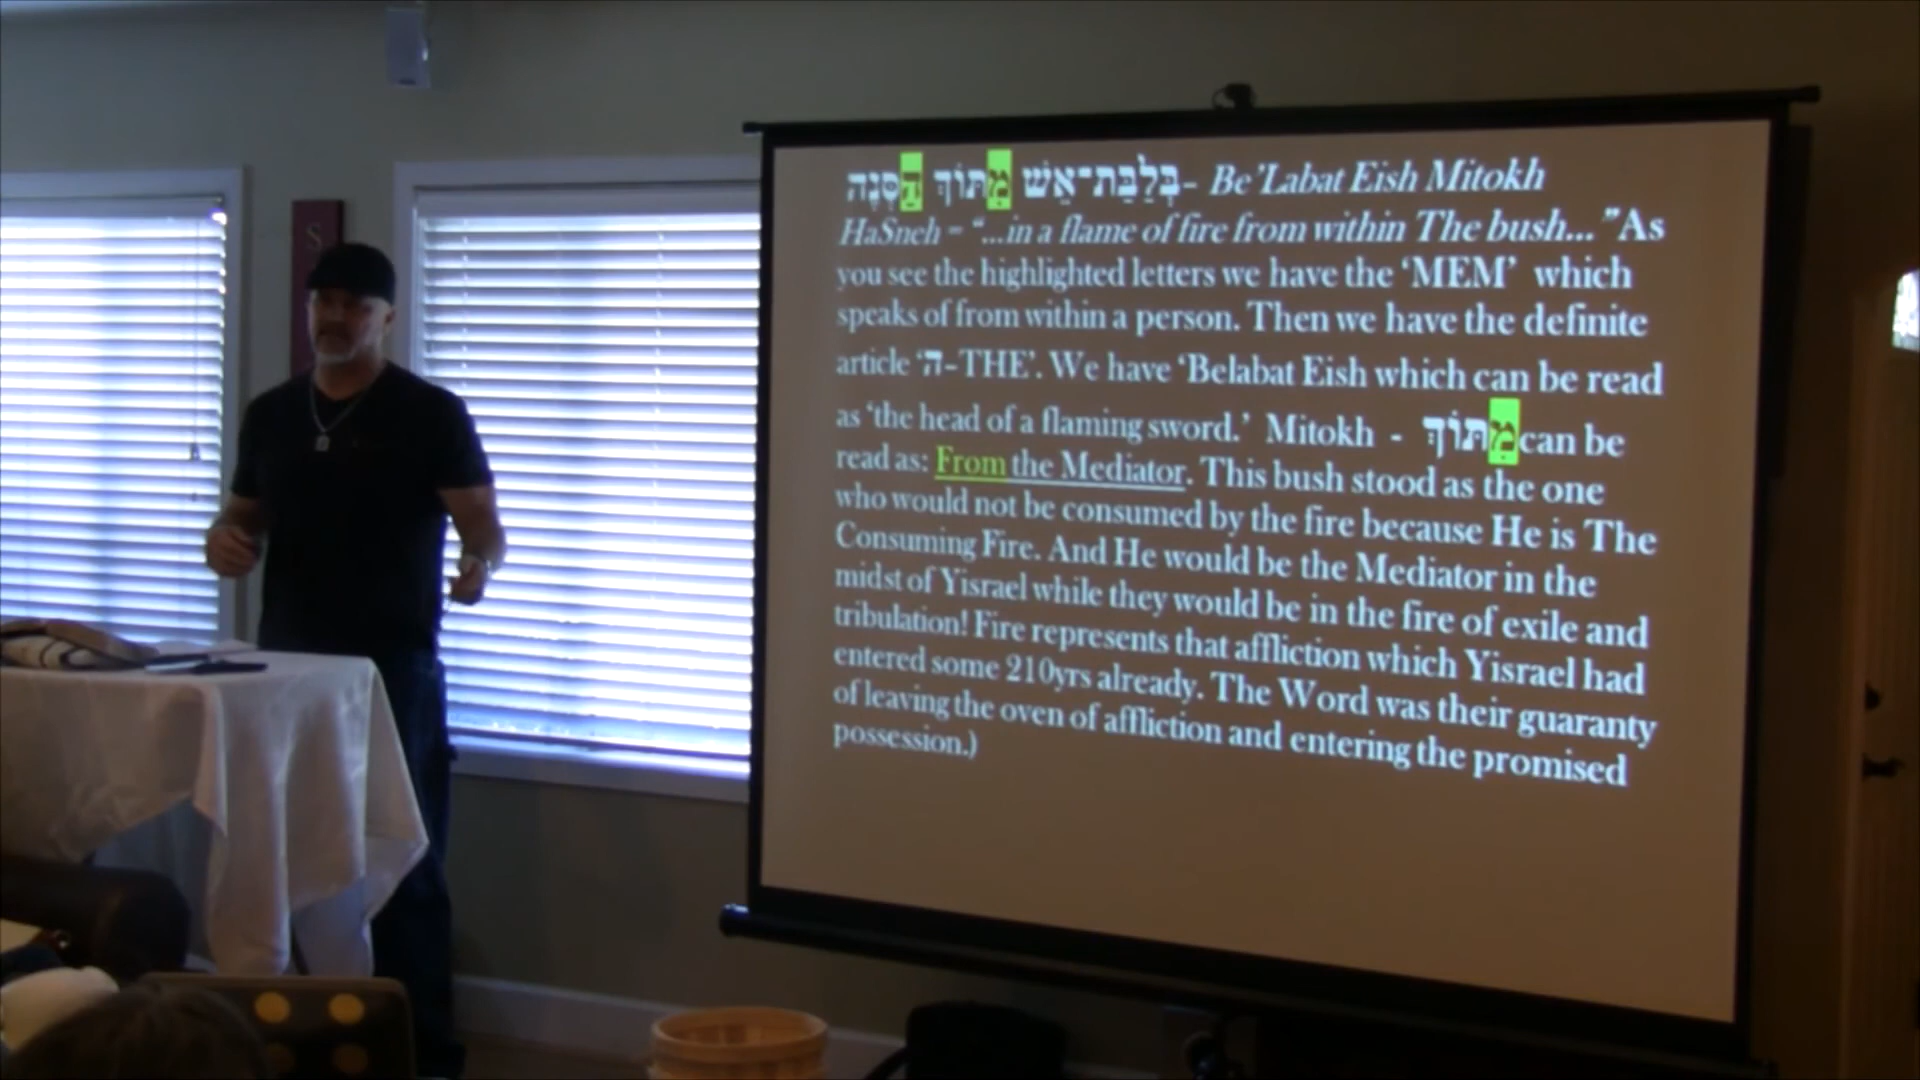 בְּלַבַּת־אֵשׁ מִתּוֹךְ הַסְּנֶה – Be'Labat Eish Mitokh
HaSneh – “...in a flame of fire from within The bush... ”As
you see the highlighted letters we have the ‘MEM’ which
speaks of from within a person. Then we have the definite
article ‘ה-THE’. We have ‘Belabat Eish which can be read
as ‘the head of a flaming sword.’ Mitokh - מִתּוֹךְ can be
read as: From the Mediator. This bush stood as the one
who would not be consumed by the fire because He is The
Consuming Fire. And He would be the Mediator in the
midst of Yisrael while they would be in the fire of exile and
tribulation! Fire represents that affliction which Yisrael had
entered some 210yrs already. The Word was their guaranty
of leaving the oven of affliction and entering the promised
possession.)
S